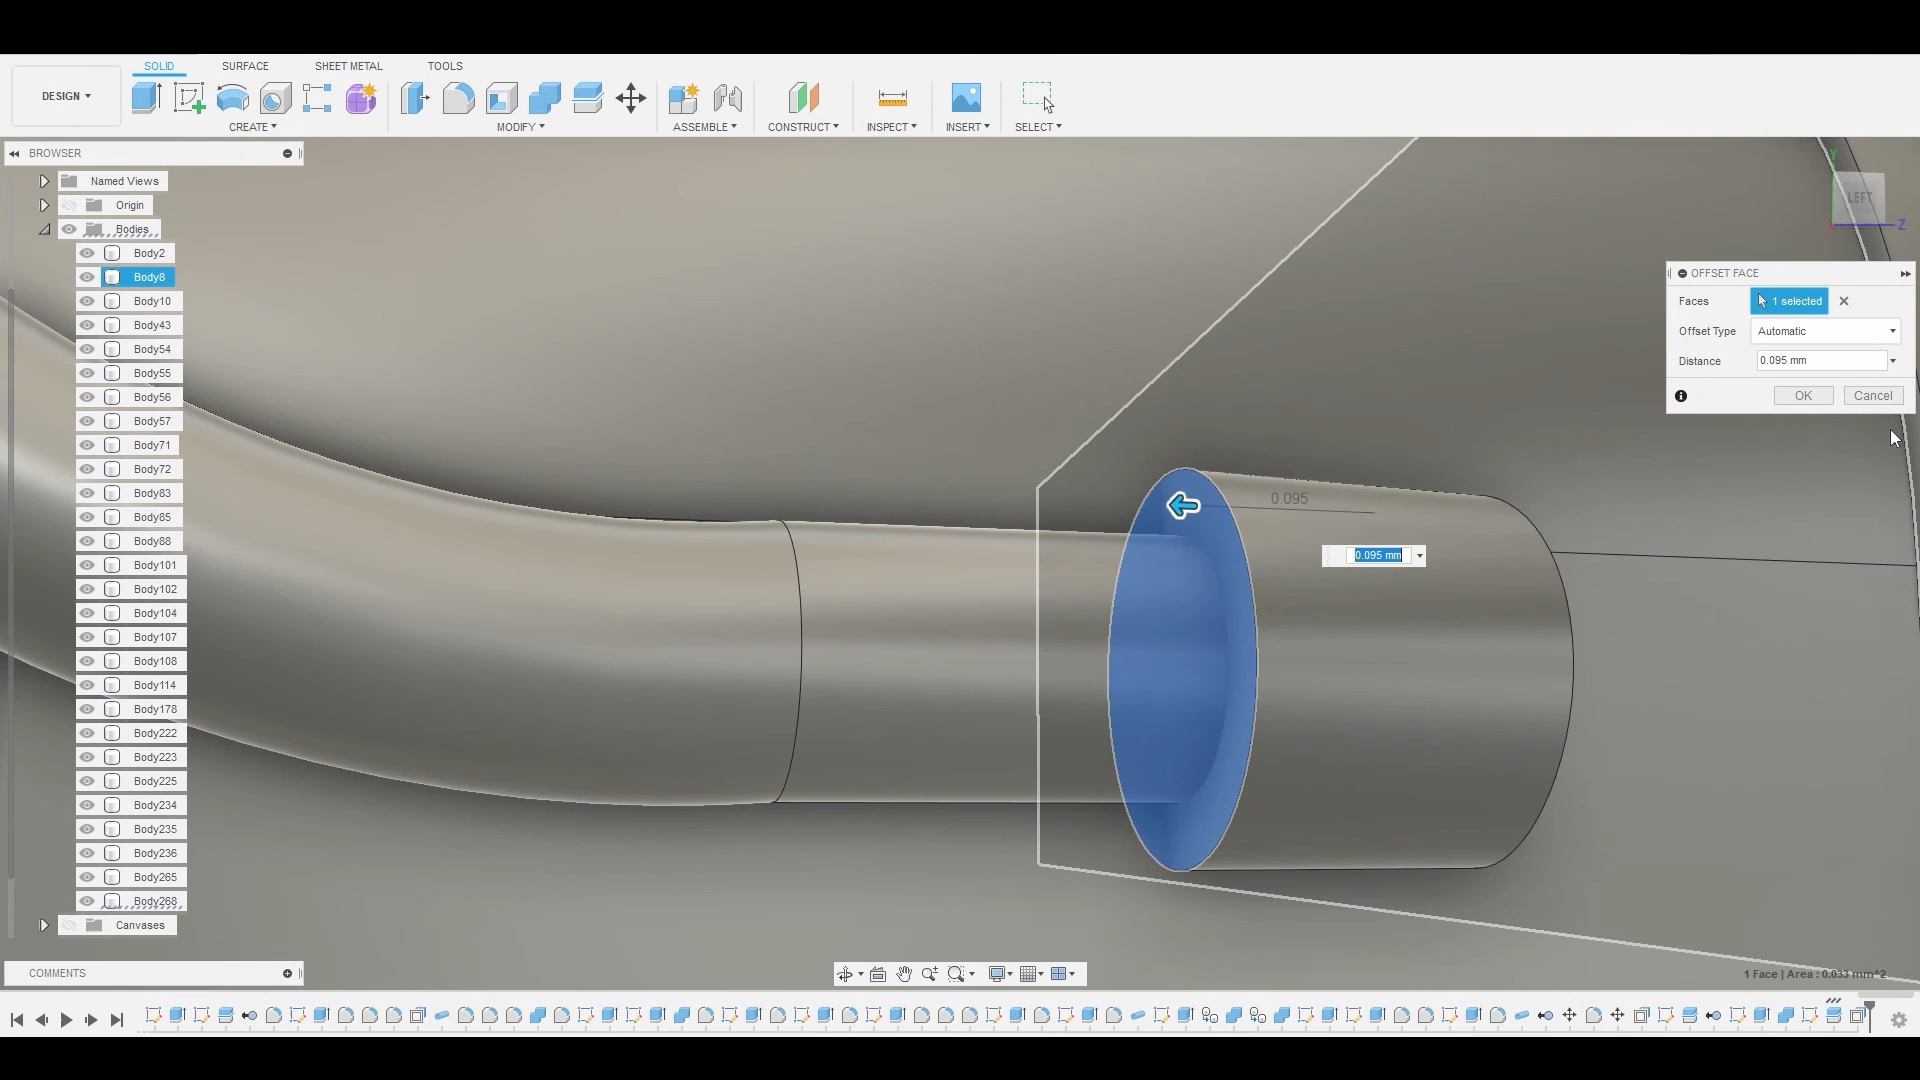 SOLID SURFACE SHEET METAL TOOLS
DESIGN
CREATE MODIFY ASSEMBLE CONSTRUCT INSPECT INSERT SELECT
BROWSER
Named Views
Origin
Bodies
Body2
Body8
Body10
Body43
Body54
Body55
Body56
Body57
Body71
Body72
Body83
Body85
Body88
Body101
Body102
Body104
Body107
Body108
Body114
Body178
Body222
Body223
Body225
Body234
Body235
Body236
Body265
Body268
Canvases
Y
LEFT
Z
OFFSET FACE
Faces 1 selected
Offset Type Automatic
Distance 0.095 mm
OK Cancel
0.095
0.095 mm
COMMENTS
1 Face | Area : 0.033 mm^2